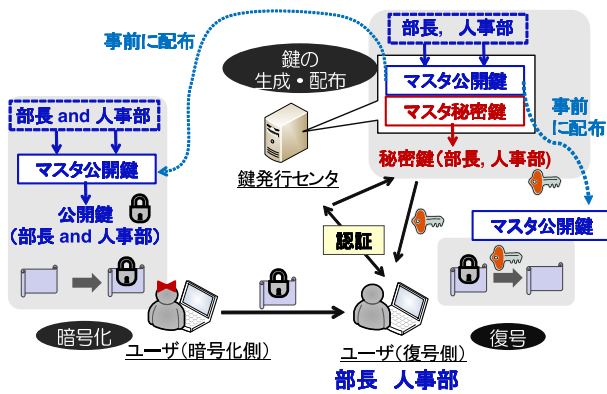 事前に配布
鍵の
生成・配布
部長, 人事部
マスタ公開鍵
マスタ秘密鍵
秘密鍵(部長, 人事部)
事前
に配布
部長 and 人事部
マスタ公開鍵
公開鍵
(部長 and 人事部)
鍵発行センタ
認証
マスタ公開鍵
暗号化
ユーザ(暗号化側)
ユーザ(復号側)
復号
部長 人事部